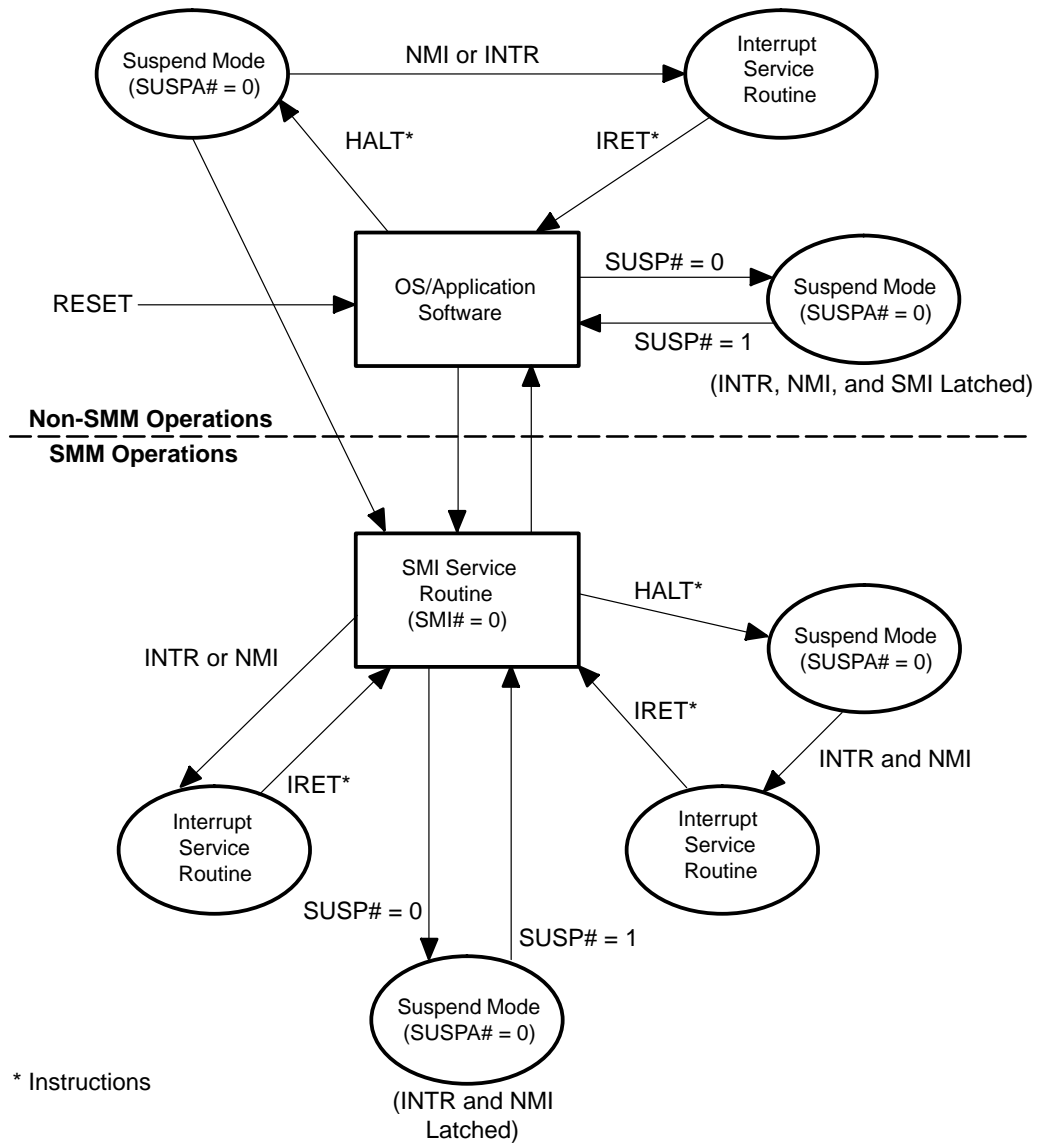 Suspend Mode
(SUSPA# = 0)
NMI or INTR
Interrupt
Service
Routine
HALT*
IRET*
RESET
OS/Application
Software
SUSP# = 0
SUSP# = 1
Suspend Mode
(SUSPA# = 0)
(INTR, NMI, and SMI Latched)
Non-SMM Operations
SMM Operations
SMI Service
Routine
(SMI# = 0)
HALT*
Suspend Mode
(SUSPA# = 0)
INTR or NMI
IRET*
INTR and NMI
IRET*
Interrupt
Service
Routine
Interrupt
Service
Routine
SUSP# = 0
SUSP# = 1
Suspend Mode
(SUSPA# = 0)
* Instructions
(INTR and NMI
Latched)